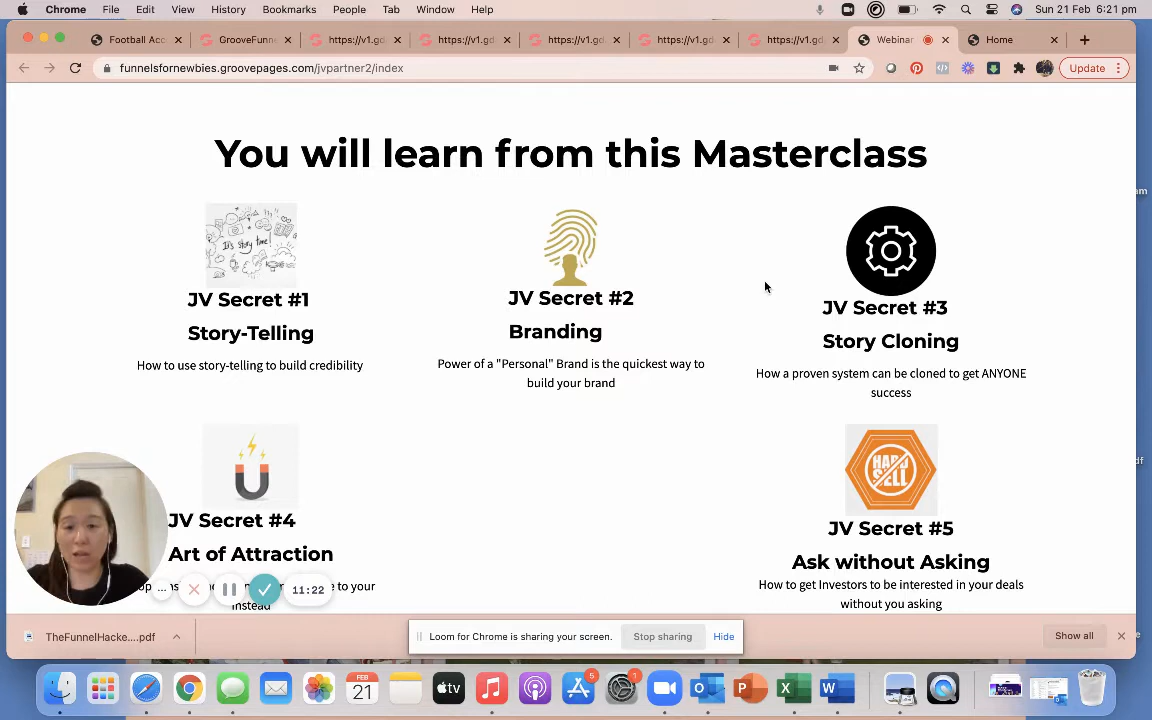 Chrome File Edit View History Bookmarks People Tab Window Help
Sun 21 Feb 6:21 pm
Football Acc
GrooveFunn
https://v1.gd
https://v1.gd
https://v1.gd
https://v1.gd
https://v1.gd
Webinar
Home
funnelsfornewbies.groovepages.com/jvpartner2/index
Update
You will learn from this Masterclass
It's story time!
JV Secret #1
Story-Telling
How to use story-telling to build credibility
JV Secret #2
Branding
Power of a "Personal" Brand is the quickest way to
build your brand
JV Secret #3
Story Cloning
How a proven system can be cloned to get ANYONE
success
JV Secret #4
Art of Attraction
e to your
instead
HARD
SELL
JV Secret #5
Ask without Asking
How to get Investors to be interested in your deals
without you asking
11:22
TheFunnelHacke....pdf
Loom for Chrome is sharing your screen.
Stop sharing
Hide
Show all
FEB
21
tv
5
1